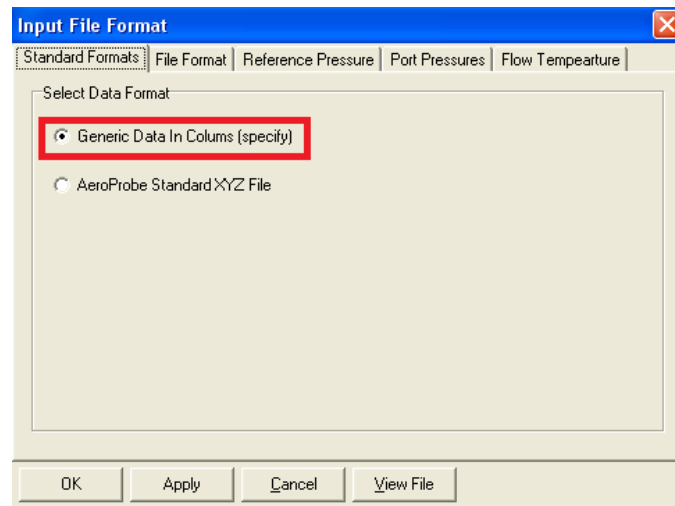 Input File Format
Standard Formats File Format Reference Pressure Port Pressures Flow Tempearture
Select Data Format
Generic Data In Colums (specify)
AeroProbe Standard XYZ File
OK Apply Cancel View File